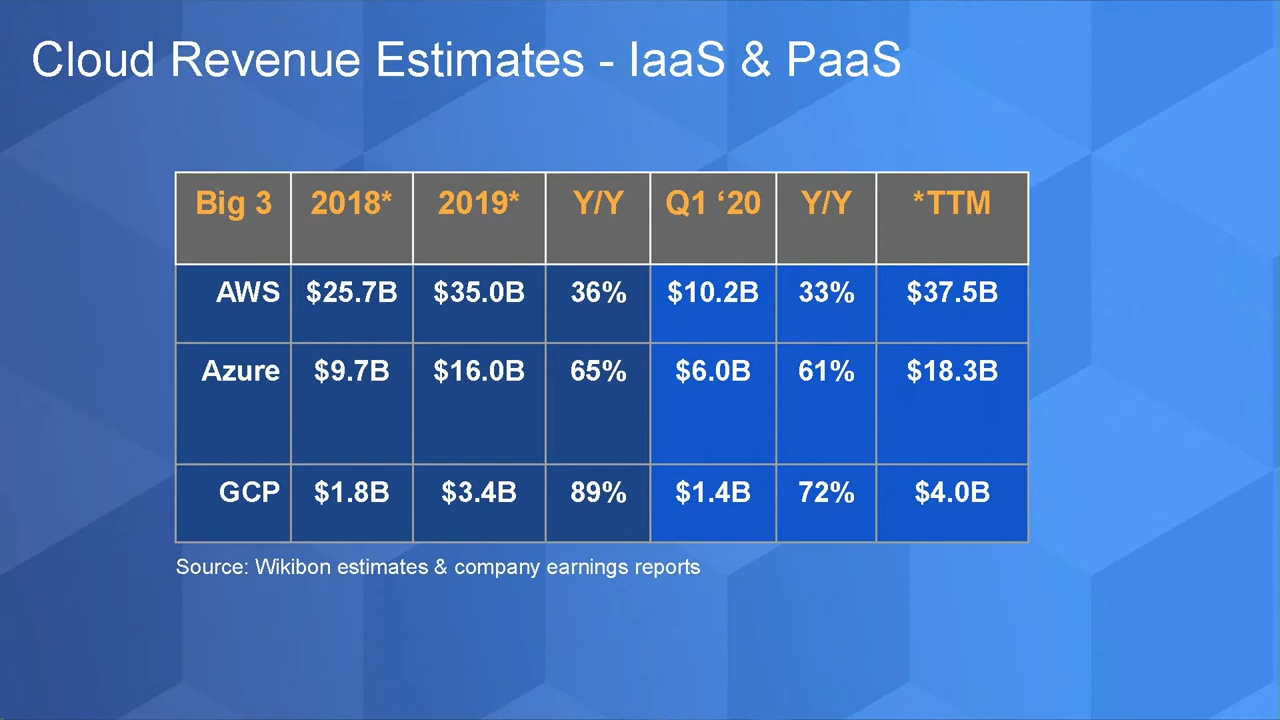 Cloud Revenue Estimates - IaaS & PaaS
Big 3 2018* 2019* Y/Y Q1 ‘20 Y/Y *TTM
AWS $25.7B $35.0B 36% $10.2B 33% $37.5B
Azure $9.7B $16.0B 65% $6.0B 61% $18.3B
GCP $1.8B $3.4B 89% $1.4B 72% $4.0B
Source: Wikibon estimates & company earnings reports